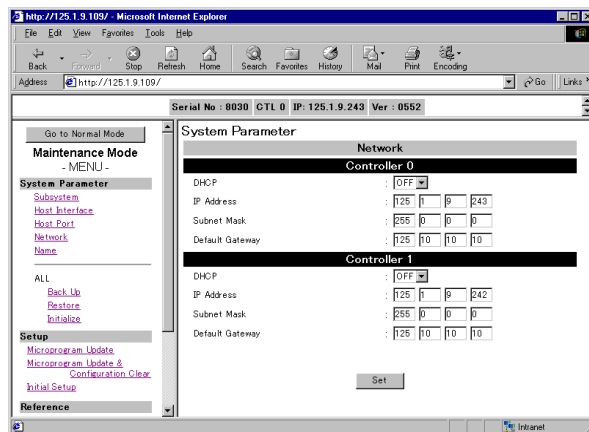 http://125.1.9.109/ - Microsoft Internet Explorer
File Edit View Favorites Tools Help
Back Forward Stop Refresh Home Search Favorites History Mail Print Encoding
Address http://125.1.9.109/ Go Links
Serial No : 8030 CTL 0 IP: 125.1.9.243 Ver : 0552
Go to Normal Mode
Maintenance Mode
- MENU -
System Parameter
Subsystem
Host Interface
Host Port
Network
Name
ALL
Back Up
Restore
Initialize
Setup
Microprogram Update
Microprogram Update &
Configuration Clear
Initial Setup
Reference
System Parameter
Network
Controller 0
DHCP : OFF
IP Address : 125 1 9 243
Subnet Mask : 255 0 0 0
Default Gateway : 125 10 10 10
Controller 1
DHCP : OFF
IP Address : 125 1 9 242
Subnet Mask : 255 0 0 0
Default Gateway : 125 10 10 10
Set
Intranet